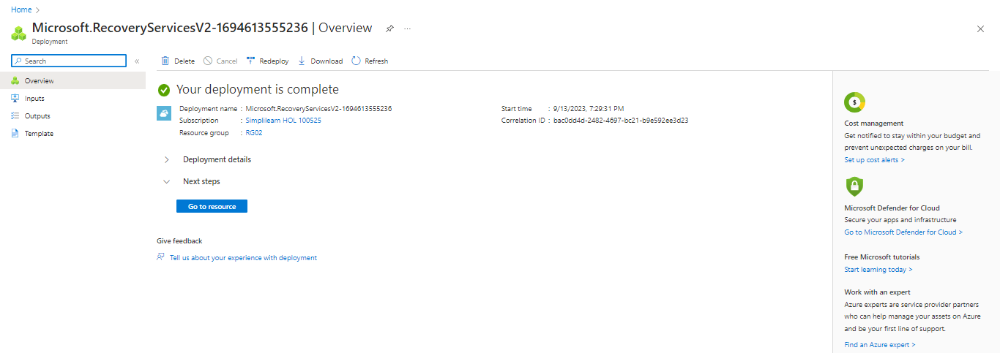 Home >
Microsoft.RecoveryServicesV2-1694613555236 | Overview ...
Deployment
Search «
Delete Cancel Redeploy Download Refresh
Overview
Inputs
Outputs
Template
Your deployment is complete
Deployment name : Microsoft.RecoveryServicesV2-1694613555236
Subscription : Simplilearn HOL 100525
Resource group : RG02
Start time : 9/13/2023, 7:29:31 PM
Correlation ID : bac0dd4d-2482-4697-bc21-b9e592ee3d23
Deployment details
Next steps
Go to resource
Give feedback
Tell us about your experience with deployment
$
Cost management
Get notified to stay within your budget and
prevent unexpected charges on your bill.
Set up cost alerts >
Microsoft Defender for Cloud
Secure your apps and infrastructure
Go to Microsoft Defender for Cloud >
Free Microsoft tutorials
Start learning today >
Work with an expert
Azure experts are service provider partners
who can help manage your assets on Azure
and be your first line of support.
Find an Azure expert >